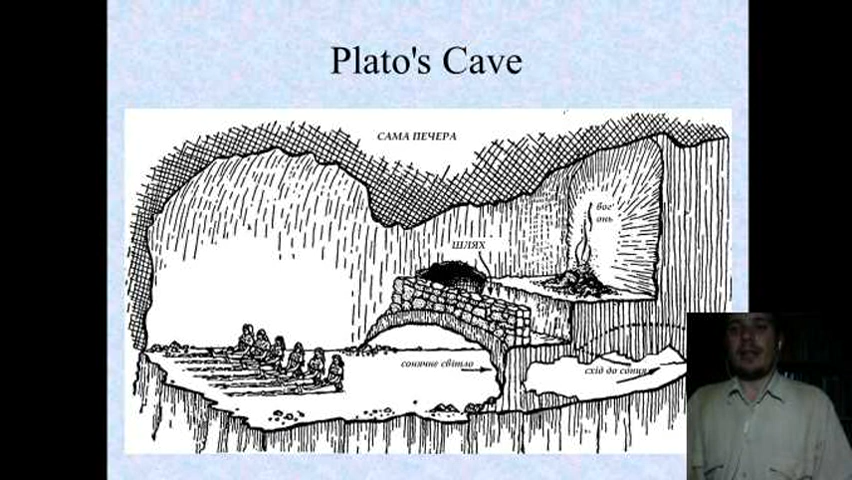 Plato's Cave
САМА ПЕЧЕРА
вог'
онь
ШЛЯХ
сонячне світло
схід до сонця